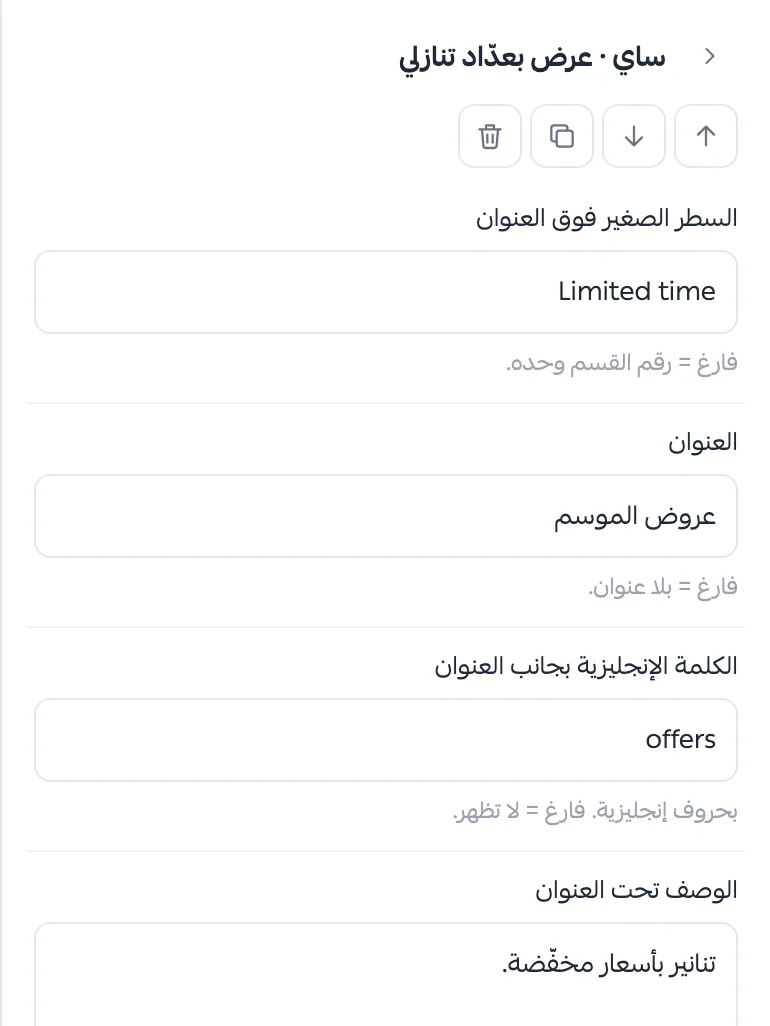 ساي · عرض بعدّاد تنازلي
السطر الصغير فوق العنوان
Limited time
فارغ = رقم القسم وحده.
العنوان
عروض الموسم
فارغ = بلا عنوان.
الكلمة الإنجليزية بجانب العنوان
offers
بحروف إنجليزية. فارغ = لا تظهر.
الوصف تحت العنوان
تنانير بأسعار مخفّضة.